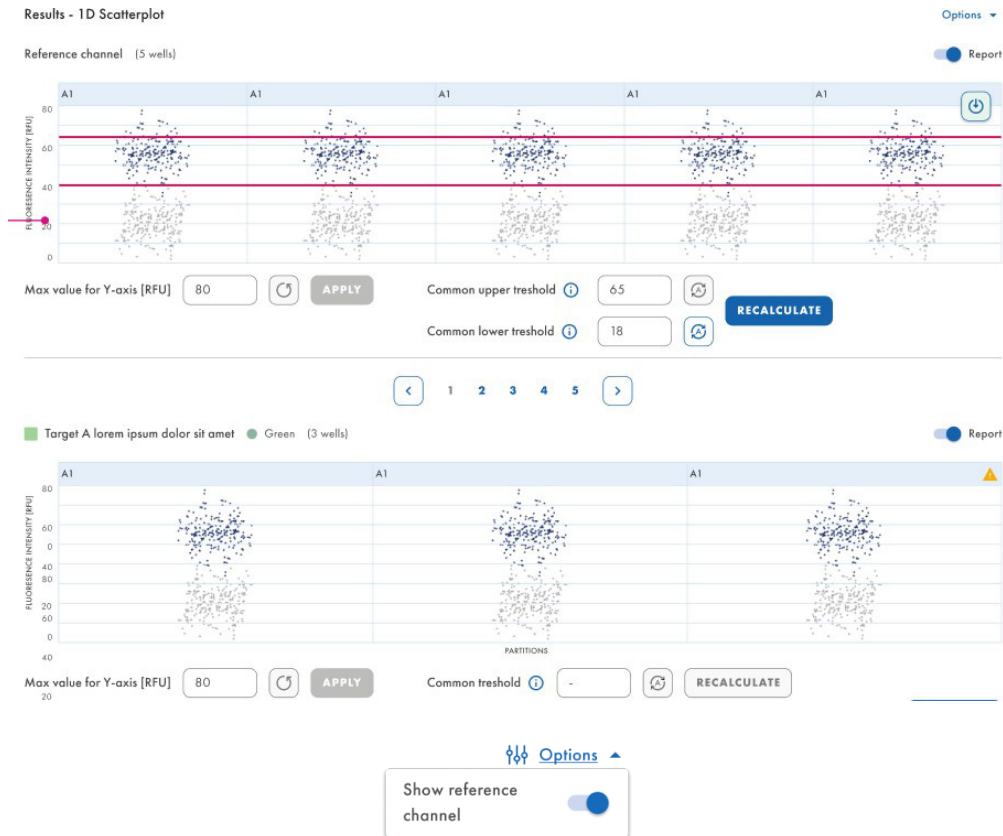 Results - 1D Scatterplot
Options
Reference channel (5 wells)
Report
A1 A1 A1 A1 A1
FLUORESENCE INTENSITY [RFU]
80
60
40
20
0
Max value for Y-axis [RFU] 80 APPLY
Common upper treshold i 65 A
RECALCULATE
Common lower treshold i 18 A
< 1 2 3 4 5 >
Target A lorem ipsum dolor sit amet Green (3 wells)
Report
A1 A1 A1
FLUORESENCE INTENSITY [RFU]
80
60
0
40
80
20
60
0
PARTITIONS
40
Max value for Y-axis [RFU] 80 APPLY Common treshold i - A RECALCULATE
20
Options
Show reference
channel